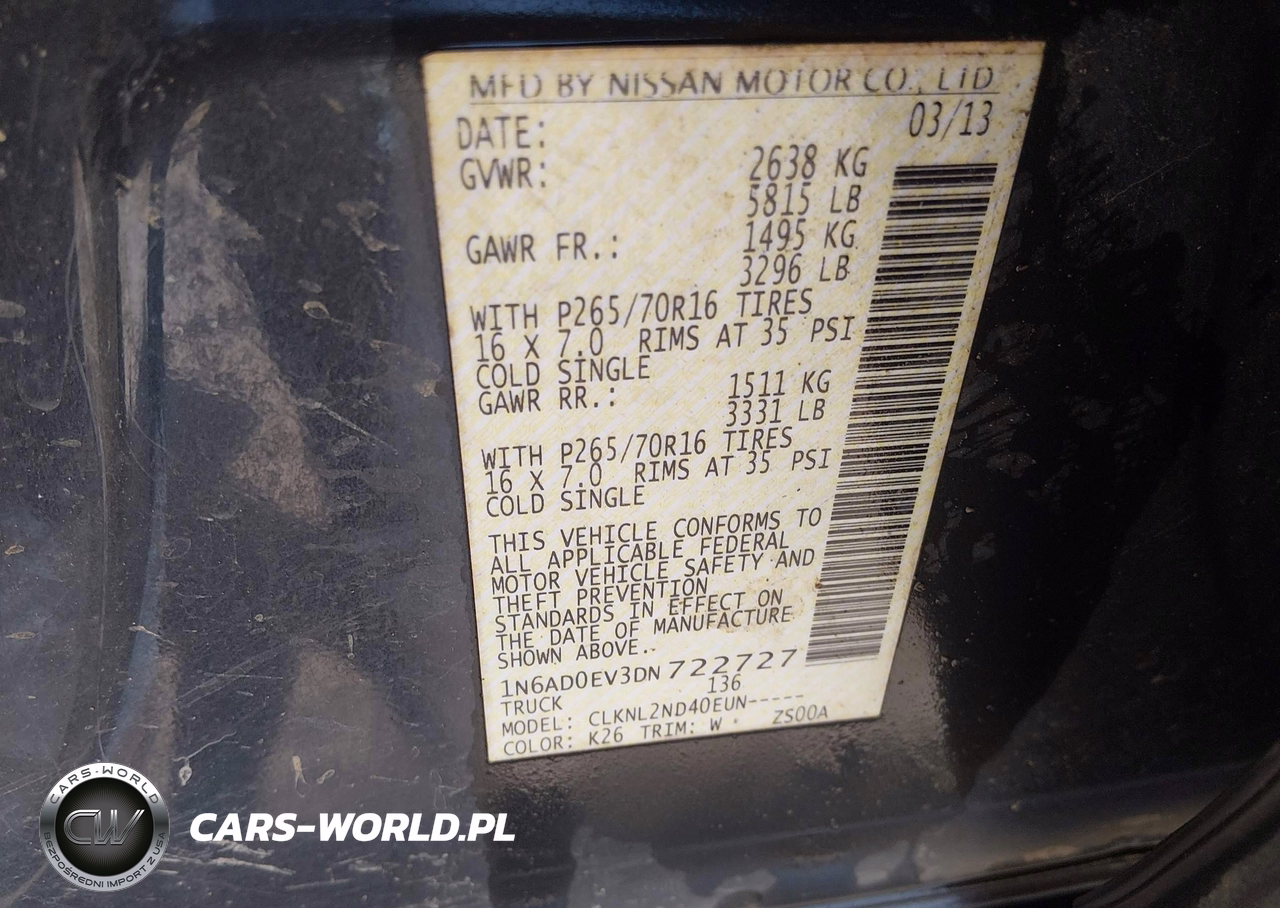 MFD BY NISSAN MOTOR CO., LTD
DATE: 03/13
GVWR: 2638 KG
5815 LB
GAWR FR.: 1495 KG
3296 LB
WITH P265/70R16 TIRES
16 X 7.0 RIMS AT 35 PSI
COLD SINGLE
GAWR RR.: 1511 KG
3331 LB
WITH P265/70R16 TIRES
16 X 7.0 RIMS AT 35 PSI
COLD SINGLE
THIS VEHICLE CONFORMS TO
ALL APPLICABLE FEDERAL
MOTOR VEHICLE SAFETY AND
THEFT PREVENTION
STANDARDS IN EFFECT ON
THE DATE OF MANUFACTURE
SHOWN ABOVE.
1N6AD0EV3DN722727
TRUCK 136
MODEL: CLKNL2ND40EUN-----
COLOR: K26 TRIM: W ZS00A
CARS-WORLD
CW
BEZPOŚREDNI IMPORT Z USA
CARS-WORLD.PL